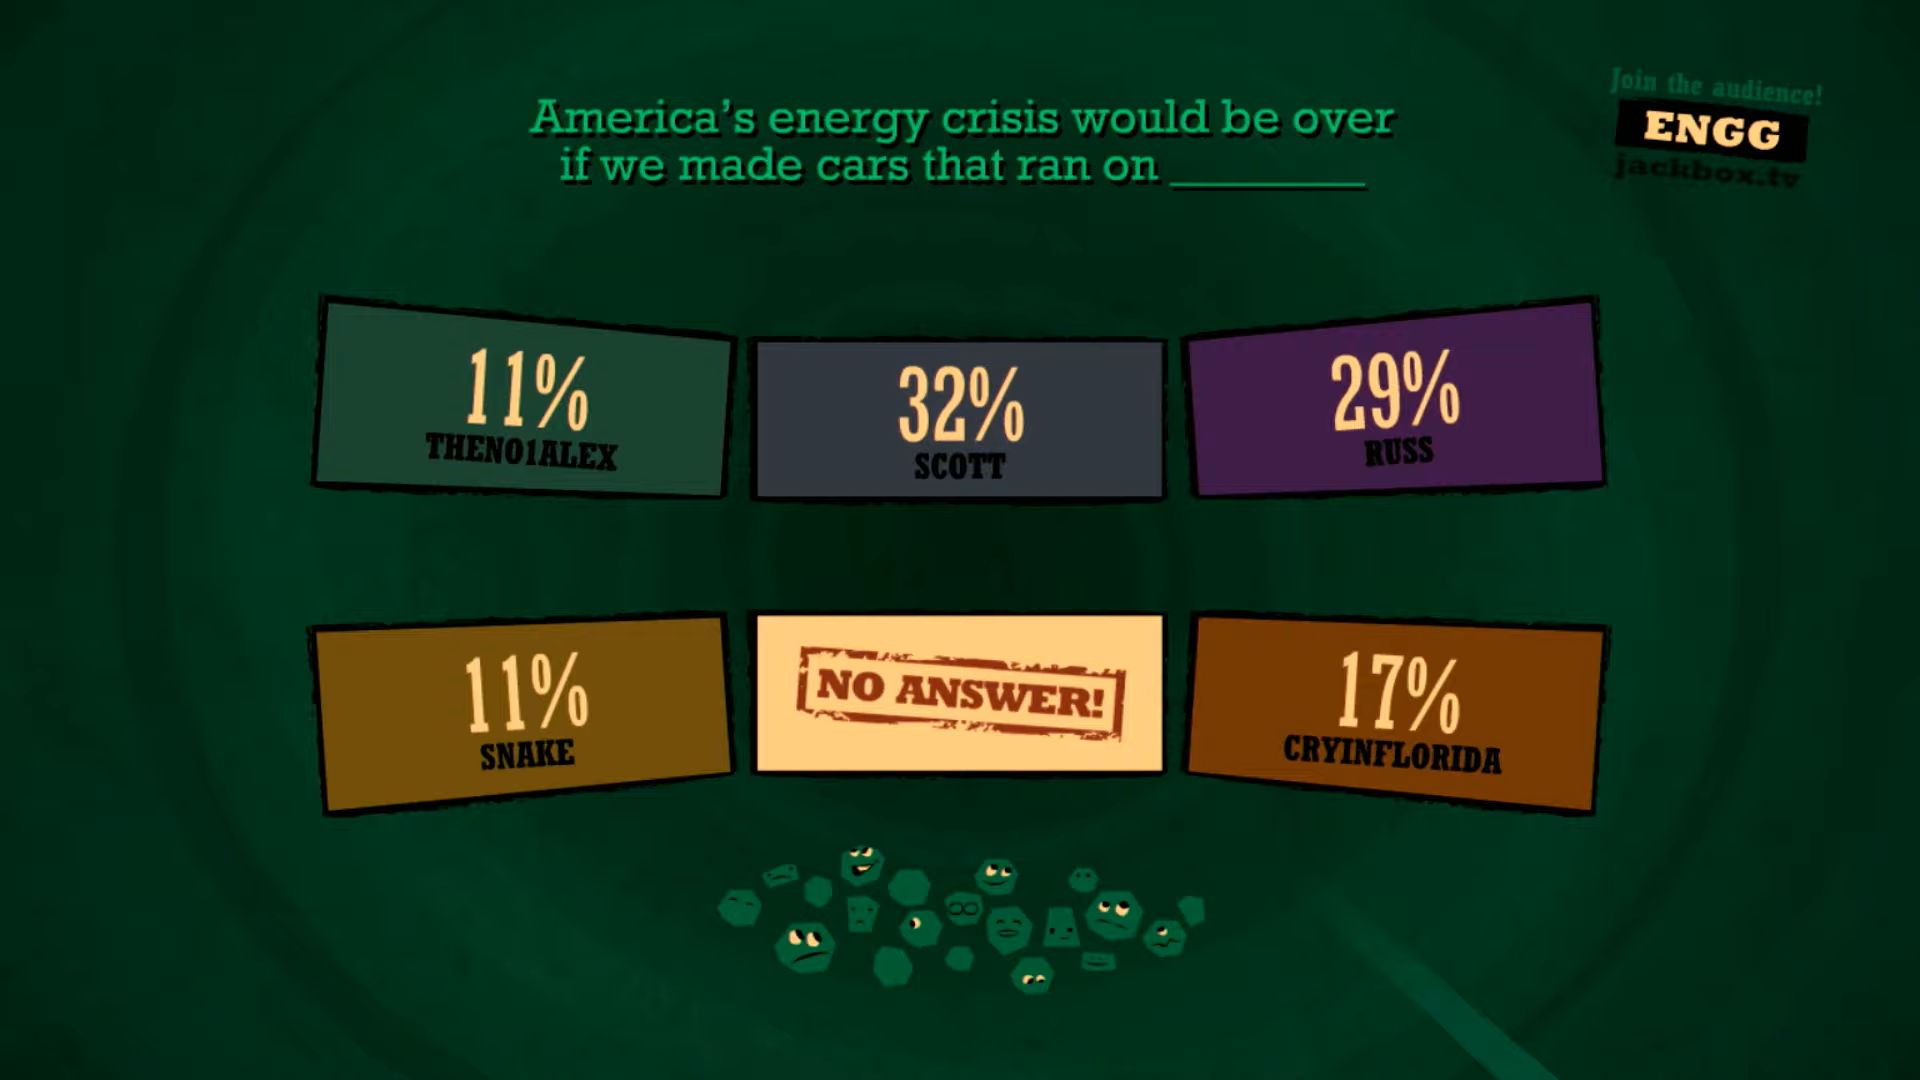 America's energy crisis would be over
if we made cars that ran on ________
Join the audience!
ENGG
jackbox.tv
11%
THENO1ALEX
32%
SCOTT
29%
RUSS
11%
SNAKE
NO ANSWER!
17%
CRYINFLORIDA